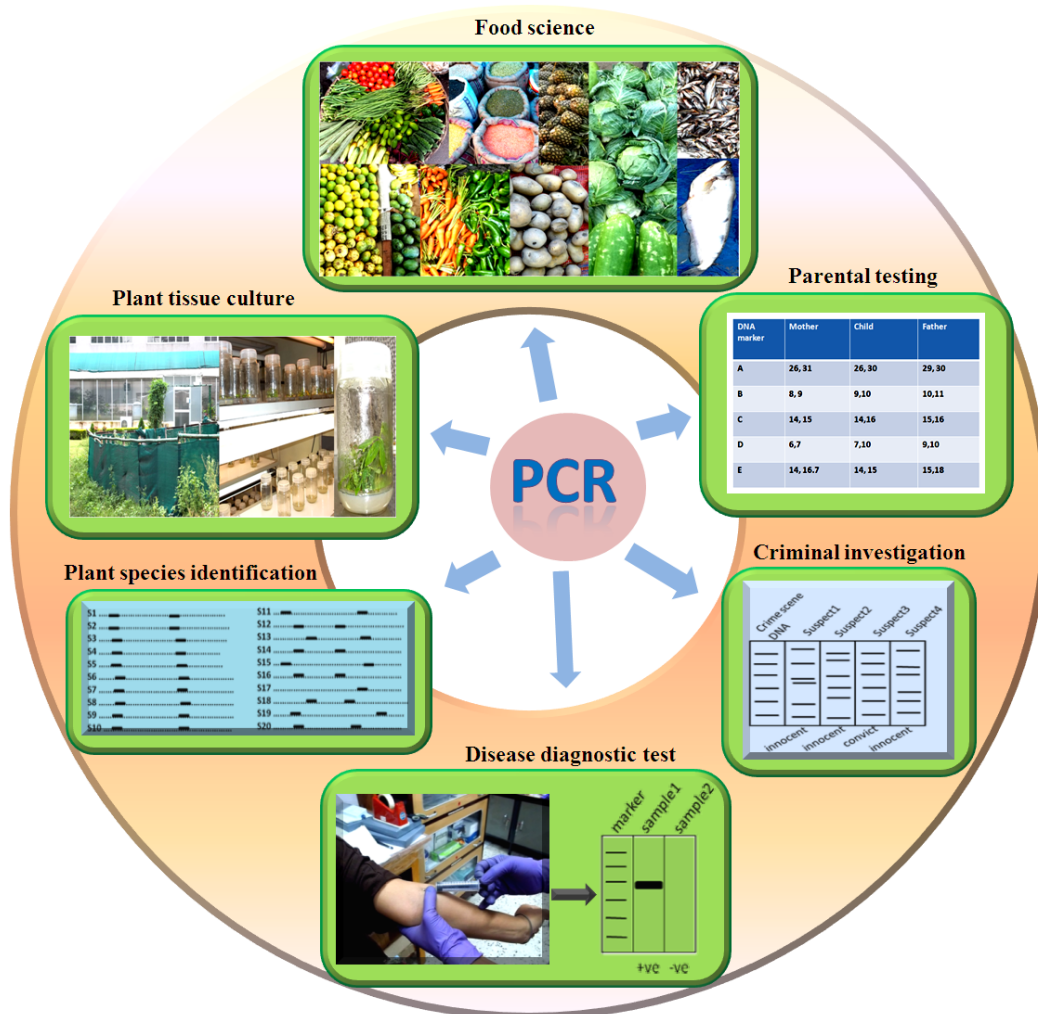 Food science
Plant tissue culture
Parental testing
DNA marker Mother Child Father
A 26, 31 26, 30 29, 30
B 8, 9 9,10 10,11
C 14, 15 14,16 15,16
D 6,7 7,10 9,10
E 14, 16.7 14, 15 15,18
PCR
Plant species identification
S1
S2
S3
S4
S5
S6
S7
S8
S9
S10
S11
S12
S13
S14
S15
S16
S17
S18
S19
S20
Criminal investigation
Crime scene DNA Suspect1 Suspect2 Suspect3 Suspect4
innocent innocent convict innocent
Disease diagnostic test
marker sample1 sample2
+ve -ve